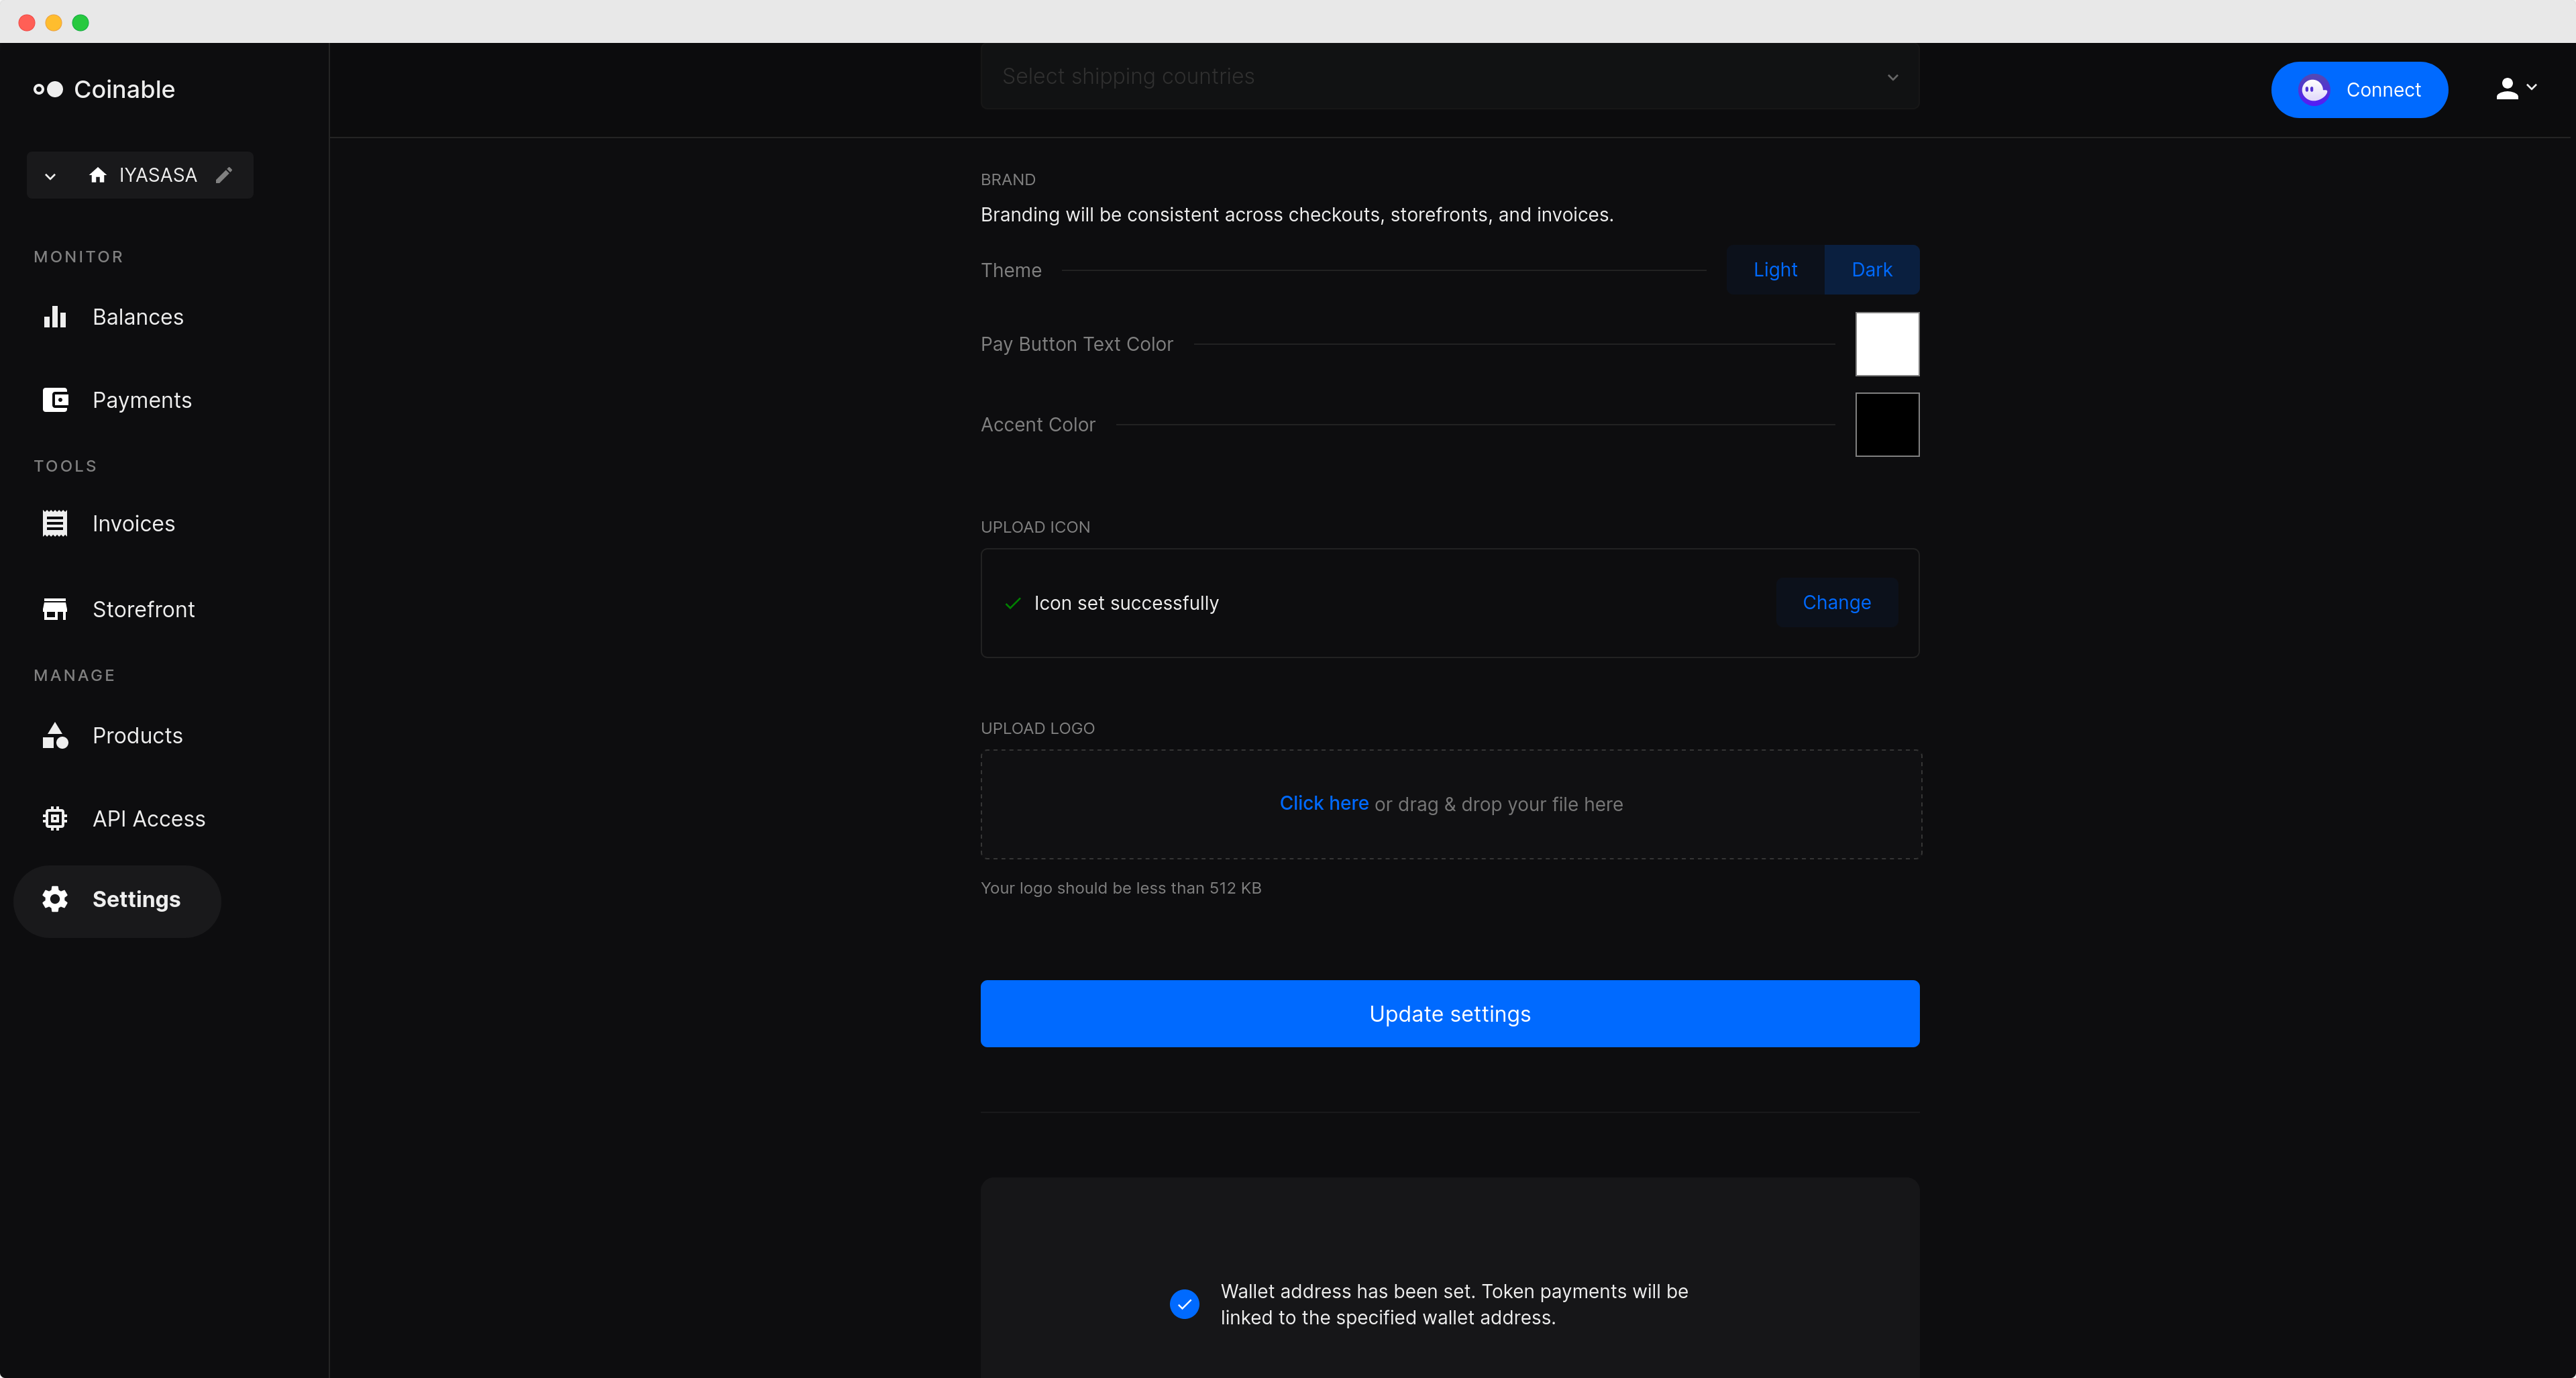 Coinable
IYASASA
MONITOR
Balances
Payments
TOOLS
Invoices
Storefront
MANAGE
Products
API Access
Settings
Select shipping countries
Connect
BRAND
Branding will be consistent across checkouts, storefronts, and invoices.
Theme
Light
Dark
Pay Button Text Color
Accent Color
UPLOAD ICON
Icon set successfully
Change
UPLOAD LOGO
Click here or drag & drop your file here
Your logo should be less than 512 KB
Update settings
Wallet address has been set. Token payments will be
linked to the specified wallet address.